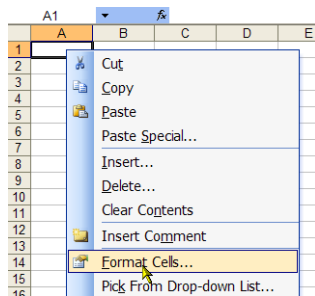 A1 fx
A B C D E
1
2 Cut
3 Copy
4
5 Paste
6 Paste Special...
7
8 Insert...
9 Delete...
10
11 Clear Contents
12 Insert Comment
13
14 Format Cells...
15 Pick From Drop-down List...
16